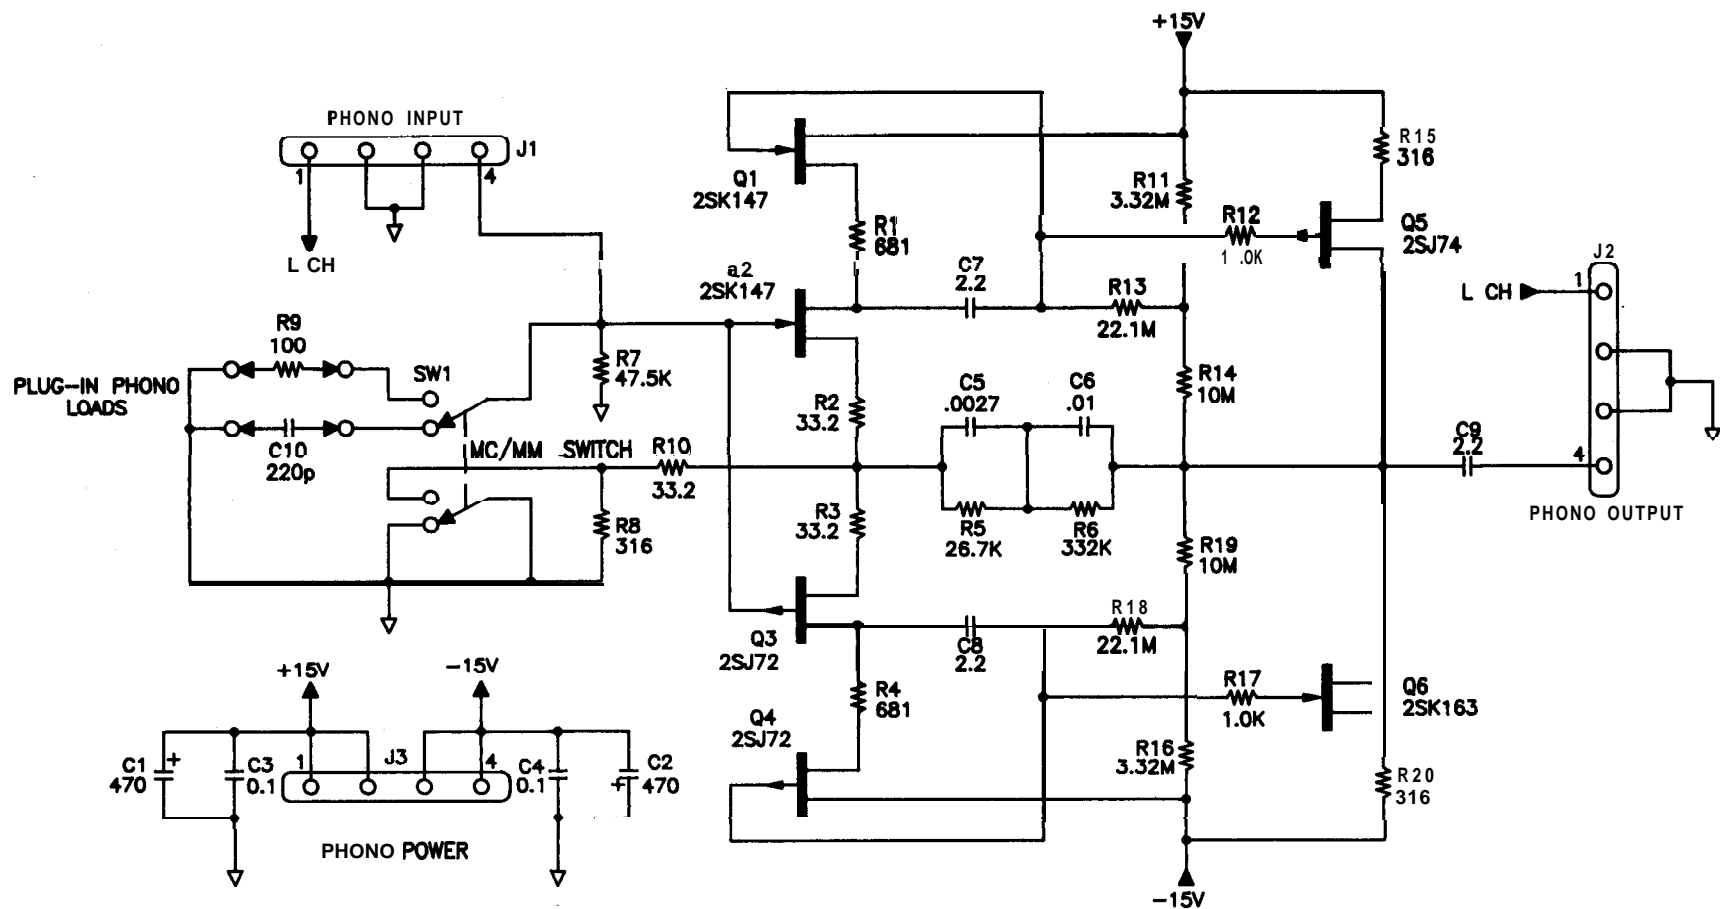 +15V
PHONO INPUT
J1
1
4
L CH
Q1
2SK147
R1
681
R11
3.32M
R15
316
R12
1 .0K
Q5
2SJ74
a2
2SK147
C7
2.2
R13
22.1M
J2
L CH
1
R9
100
SW1
R7
47.5K
PLUG-IN PHONO
LOADS
C10
220p
MC/MM SWITCH
R2
33.2
C5
.0027
C6
.01
R14
10M
R10
33.2
C9
2.2
4
PHONO OUTPUT
R3
33.2
R8
316
R5
26.7K
R6
332K
R19
10M
Q3
2SJ72
C8
2.2
R18
22.1M
R4
681
R17
1.0K
Q6
2SK163
Q4
2SJ72
R16
3.32M
R20
316
+15V
-15V
C1
+
470
C3
0.1
1
J3
4
C4
0.1
C2
+
470
PHONO POWER
-15V